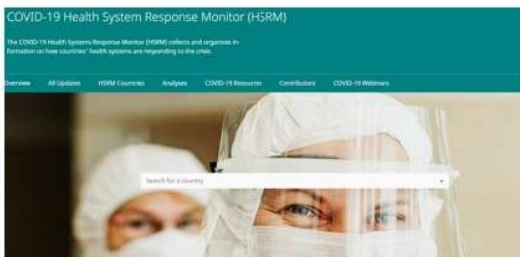 COVID-19 Health System Response Monitor (HSRM)
The COVID-19 Health Systems Response Monitor (HSRM) collects and organizes in-
formation on how countries' health systems are responding to the crisis.
Overview All Updates HSRM Countries Analyses COVID-19 Resources Contributors COVID-19 Webinars
Search for a country